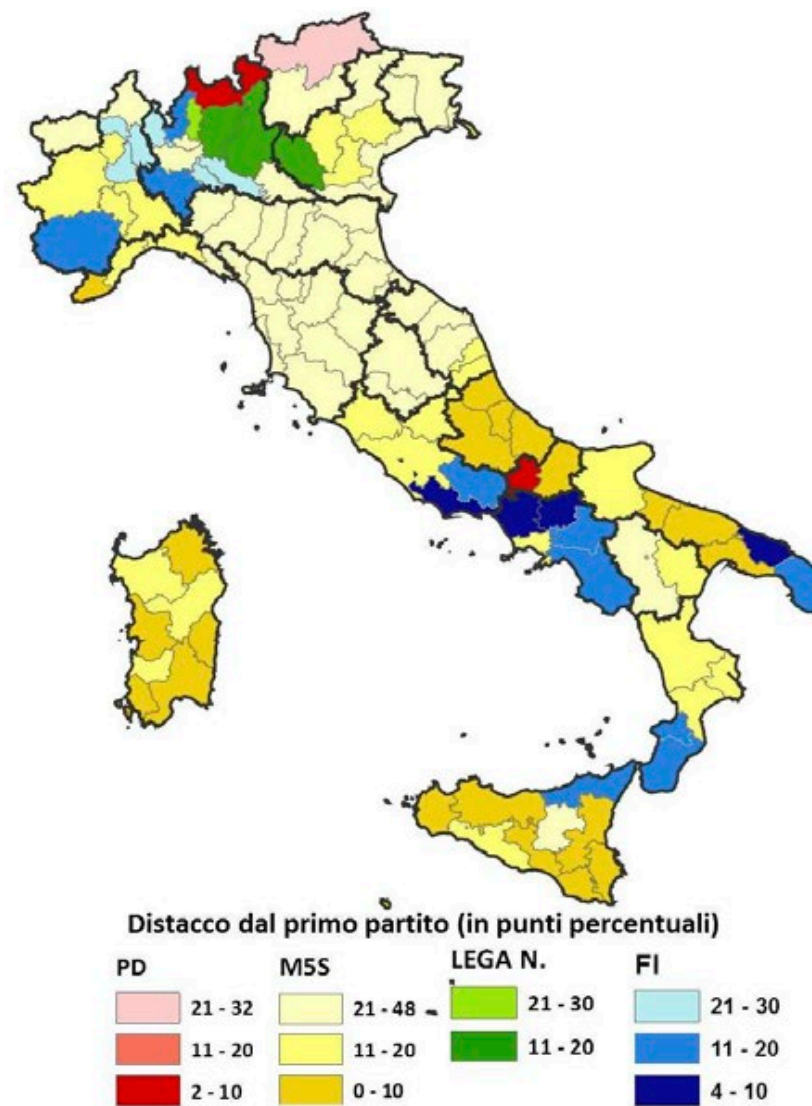 Distacco dal primo partito (in punti percentuali)
PD M5S LEGA N. FI
21 - 32 21 - 48 21 - 30 21 - 30
11 - 20 11 - 20 11 - 20 11 - 20
2 - 10 0 - 10 4 - 10